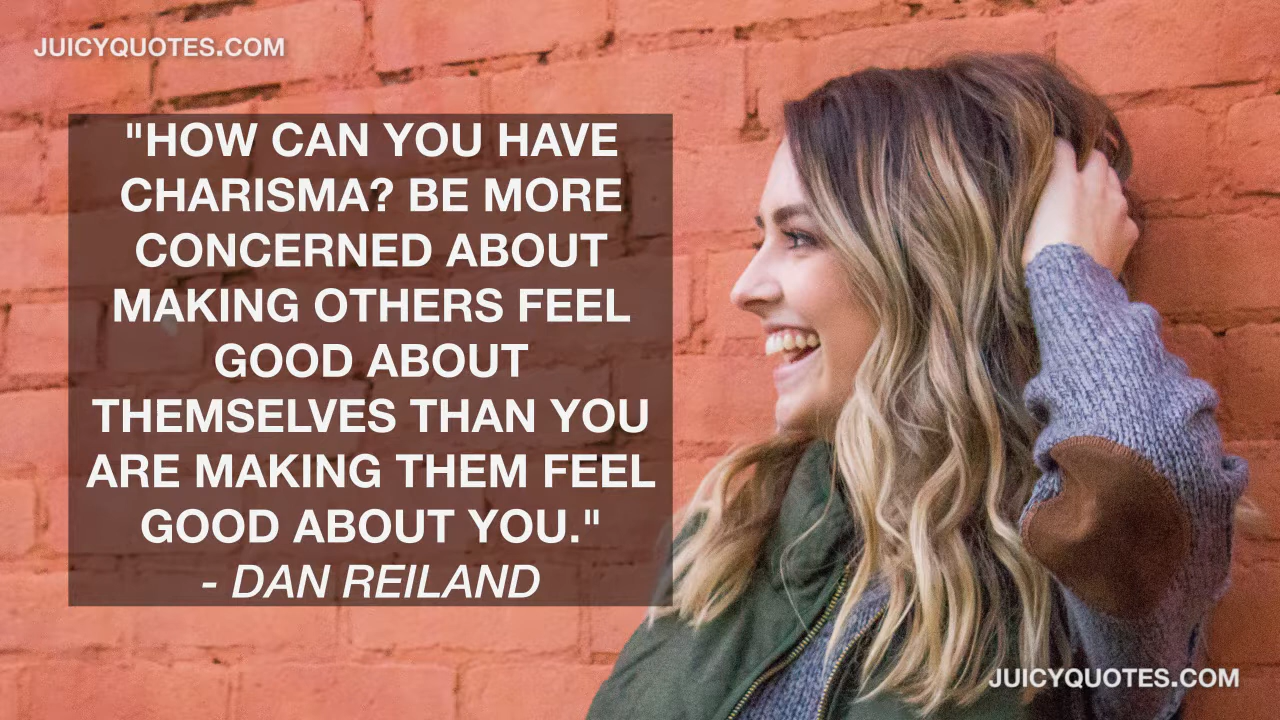 JUICYQUOTES.COM
"HOW CAN YOU HAVE
CHARISMA? BE MORE
CONCERNED ABOUT
MAKING OTHERS FEEL
GOOD ABOUT
THEMSELVES THAN YOU
ARE MAKING THEM FEEL
GOOD ABOUT YOU."
- DAN REILAND
JUICYQUOTES.COM